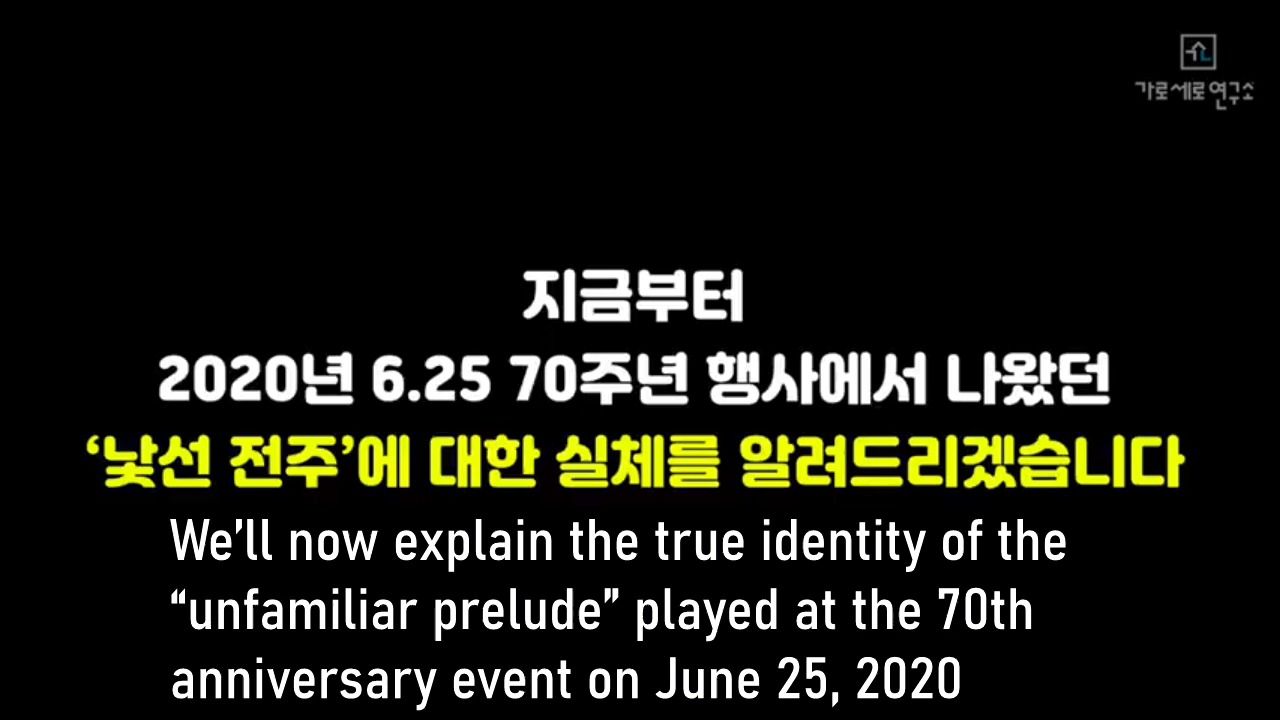 가로세로연구소
지금부터
2020년 6.25 70주년 행사에서 나왔던
‘낯선 전주’에 대한 실체를 알려드리겠습니다
We’ll now explain the true identity of the
“unfamiliar prelude” played at the 70th
anniversary event on June 25, 2020